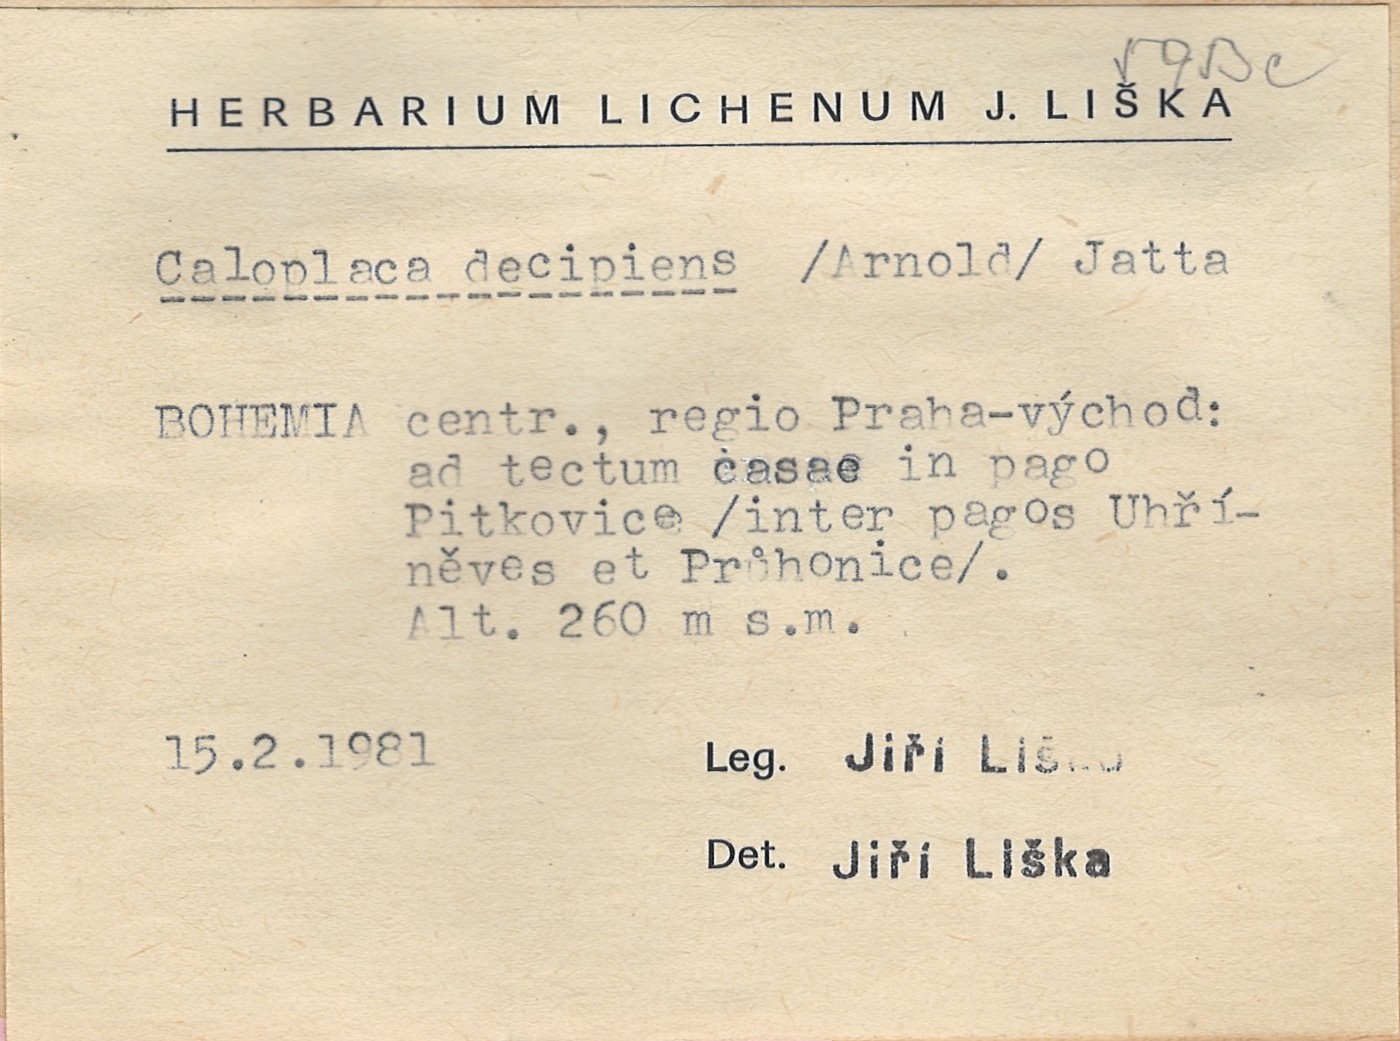 HERBARIUM LICHENUM J. LIŠKA
Caloplaca decipiens /Arnold/ Jatta
BOHEMIA centr., regio Praha-východ:
ad tectum casae in pago
Pitkovice /inter pagos Uhří-
něves et Průhonice/.
Alt. 260 m s.m.
15.2.1981
Leg. Jiří Liška
Det. Jiří Liška